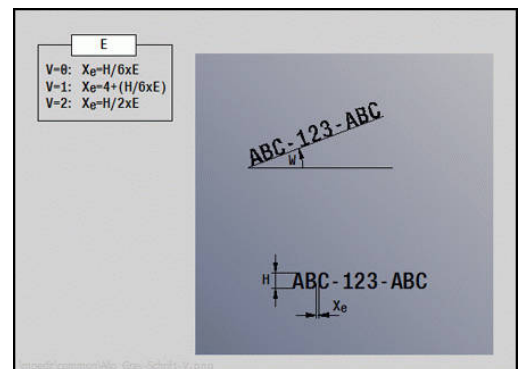 E
V=0: Xe=H/6xE
V=1: Xe=4+(H/6xE)
V=2: Xe=H/2xE
ABC-123-ABC
W
H
ABC-123-ABC
Xe